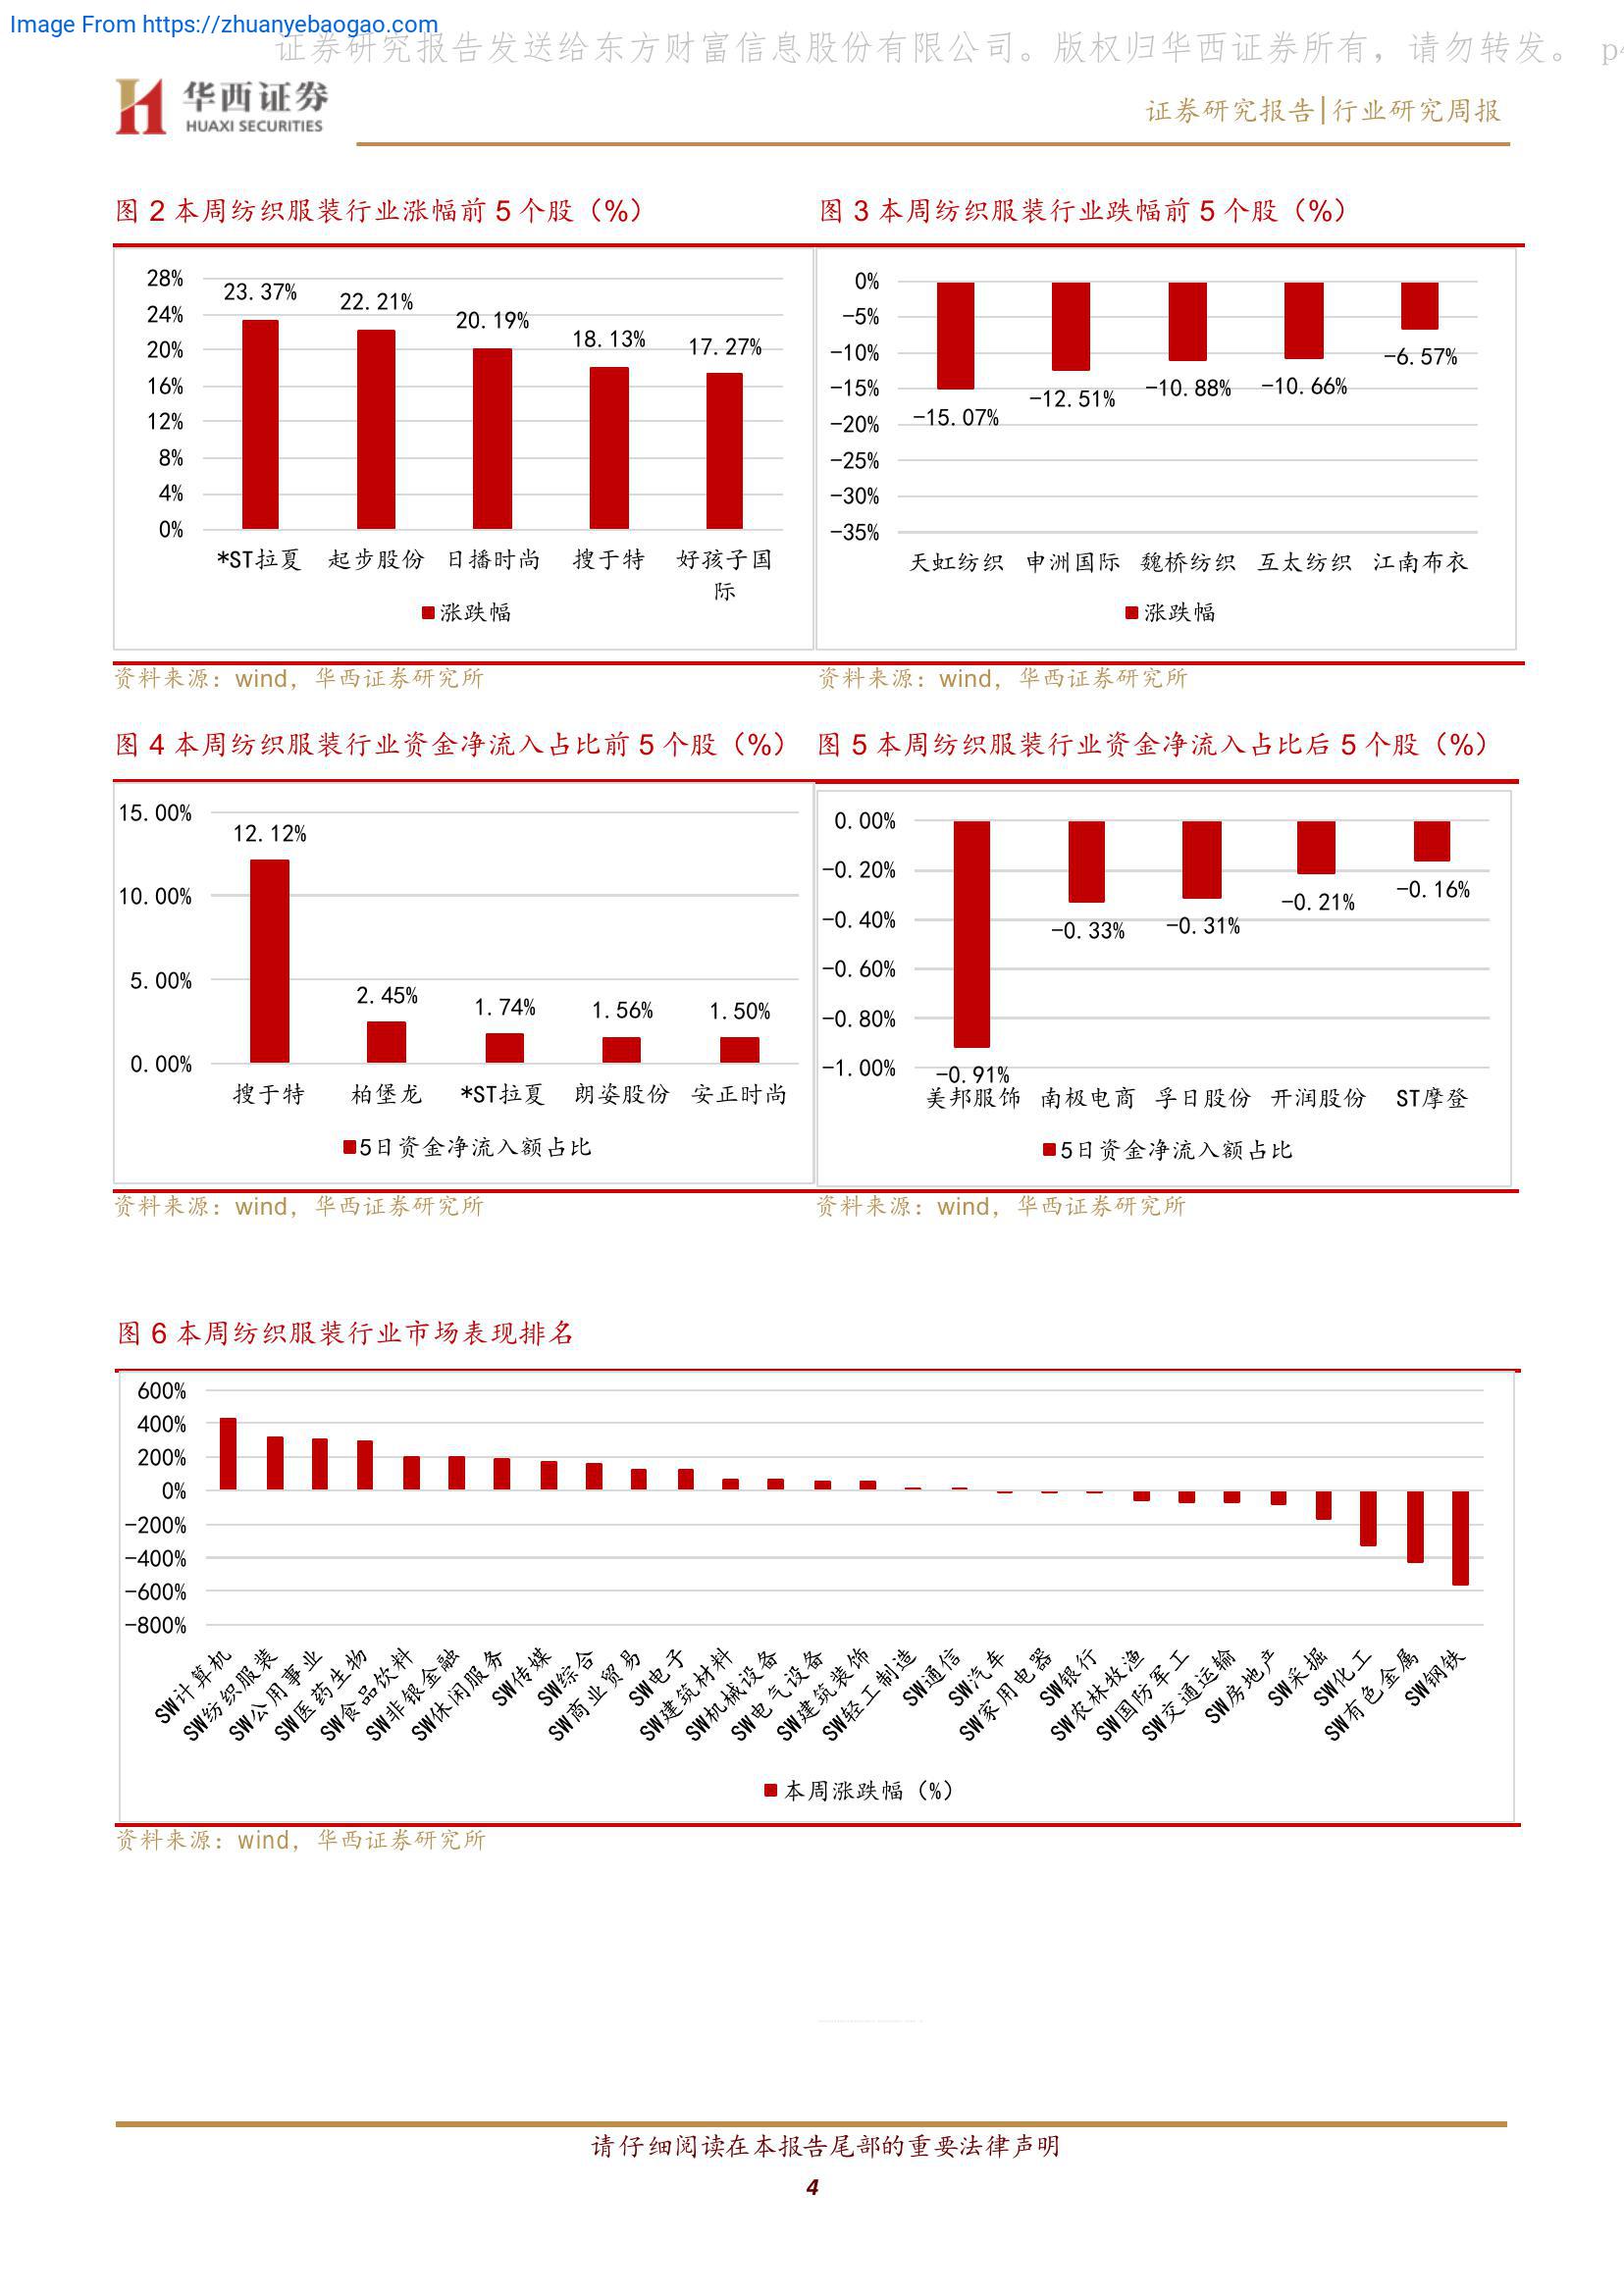 Image From https://zhuanyebaogao.com
证券研究报告发送给东方财富信息股份有限公司。版权归华西证券所有，请勿转发。 p4
华西证券
HUAXI SECURITIES
证券研究报告|行业研究周报
图 2 本周纺织服装行业涨幅前 5 个股（%）
28%
24%
20%
16%
12%
8%
4%
0%
23.37%
22.21%
20.19%
18.13%
17.27%
*ST拉夏
起步股份
日播时尚
搜于特
好孩子国
际
涨跌幅
资料来源：wind，华西证券研究所
图 3 本周纺织服装行业跌幅前 5 个股（%）
0%
-5%
-10%
-15%
-20%
-25%
-30%
-35%
-15.07%
-12.51%
-10.88%
-10.66%
-6.57%
天虹纺织
申洲国际
魏桥纺织
互太纺织
江南布衣
涨跌幅
资料来源：wind，华西证券研究所
图 4 本周纺织服装行业资金净流入占比前 5 个股（%）
15.00%
10.00%
5.00%
0.00%
12.12%
2.45%
1.74%
1.56%
1.50%
搜于特
柏堡龙
*ST拉夏
朗姿股份
安正时尚
5日资金净流入额占比
资料来源：wind，华西证券研究所
图 5 本周纺织服装行业资金净流入占比后 5 个股（%）
0.00%
-0.20%
-0.40%
-0.60%
-0.80%
-1.00%
-0.91%
-0.33%
-0.31%
-0.21%
-0.16%
美邦服饰
南极电商
孚日股份
开润股份
ST摩登
5日资金净流入额占比
资料来源：wind，华西证券研究所
图 6 本周纺织服装行业市场表现排名
600%
400%
200%
0%
-200%
-400%
-600%
-800%
SW计算机
SW纺织服装
SW公用事业
SW医药生物
SW食品饮料
SW非银金融
SW休闲服务
SW传媒
SW综合
SW商业贸易
SW电子
SW建筑材料
SW机械设备
SW电气设备
SW建筑装饰
SW轻工制造
SW通信
SW汽车
SW家用电器
SW银行
SW农林牧渔
SW国防军工
SW交通运输
SW房地产
SW采掘
SW化工
SW有色金属
SW钢铁
本周涨跌幅（%）
资料来源：wind，华西证券研究所
请仔细阅读在本报告尾部的重要法律声明
4